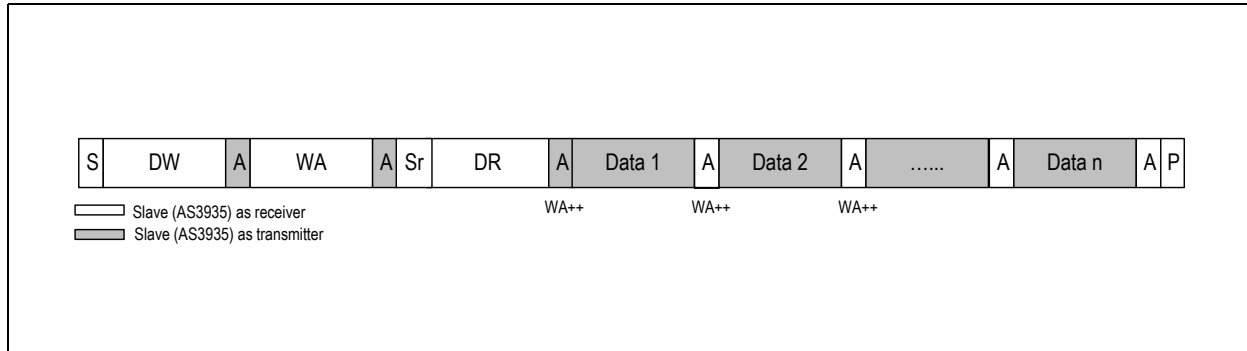 S DW A WA A Sr DR A Data 1 A Data 2 A …... A Data n A P
WA++ WA++ WA++
Slave (AS3935) as receiver
Slave (AS3935) as transmitter